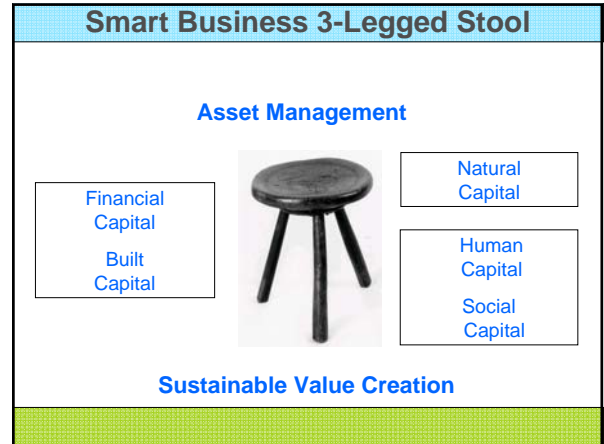 Smart Business 3-Legged Stool
Asset Management
Financial
Capital
Built
Capital
Natural
Capital
Human
Capital
Social
Capital
Sustainable Value Creation